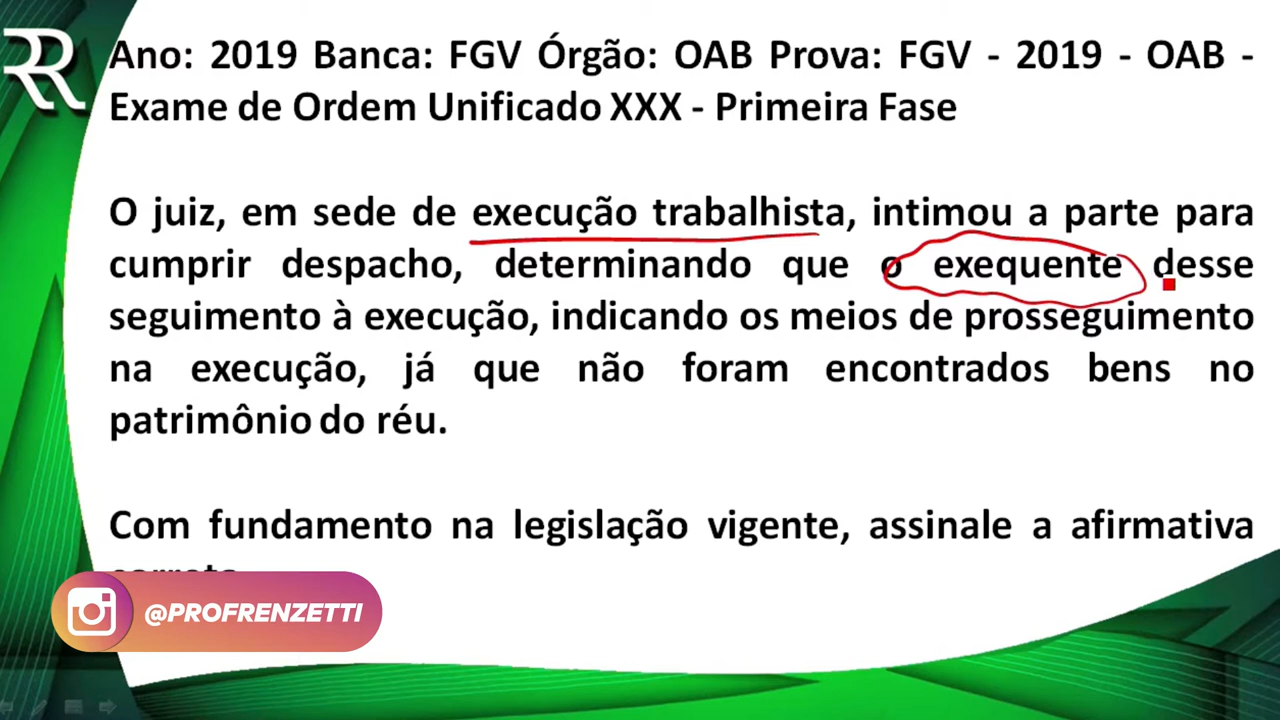 Ano: 2019 Banca: FGV Órgão: OAB Prova: FGV - 2019 - OAB -
Exame de Ordem Unificado XXX - Primeira Fase
O juiz, em sede de execução trabalhista, intimou a parte para
cumprir despacho, determinando que o exequente desse
seguimento à execução, indicando os meios de prosseguimento
na execução, já que não foram encontrados bens no
patrimônio do réu.
Com fundamento na legislação vigente, assinale a afirmativa
@PROFRENZETTI